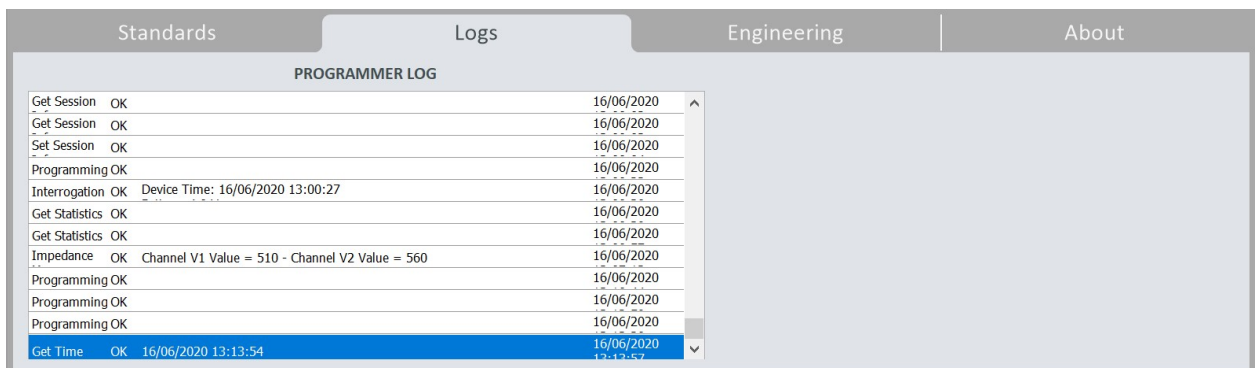 Standards Logs Engineering About
PROGRAMMER LOG
Get Session OK 16/06/2020
Get Session OK 16/06/2020
Set Session OK 16/06/2020
Programming OK 16/06/2020
Interrogation OK Device Time: 16/06/2020 13:00:27 16/06/2020
Get Statistics OK 16/06/2020
Get Statistics OK 16/06/2020
Impedance OK Channel V1 Value = 510 - Channel V2 Value = 560 16/06/2020
Programming OK 16/06/2020
Programming OK 16/06/2020
Programming OK 16/06/2020
Get Time OK 16/06/2020 13:13:54 16/06/2020
13:13:57